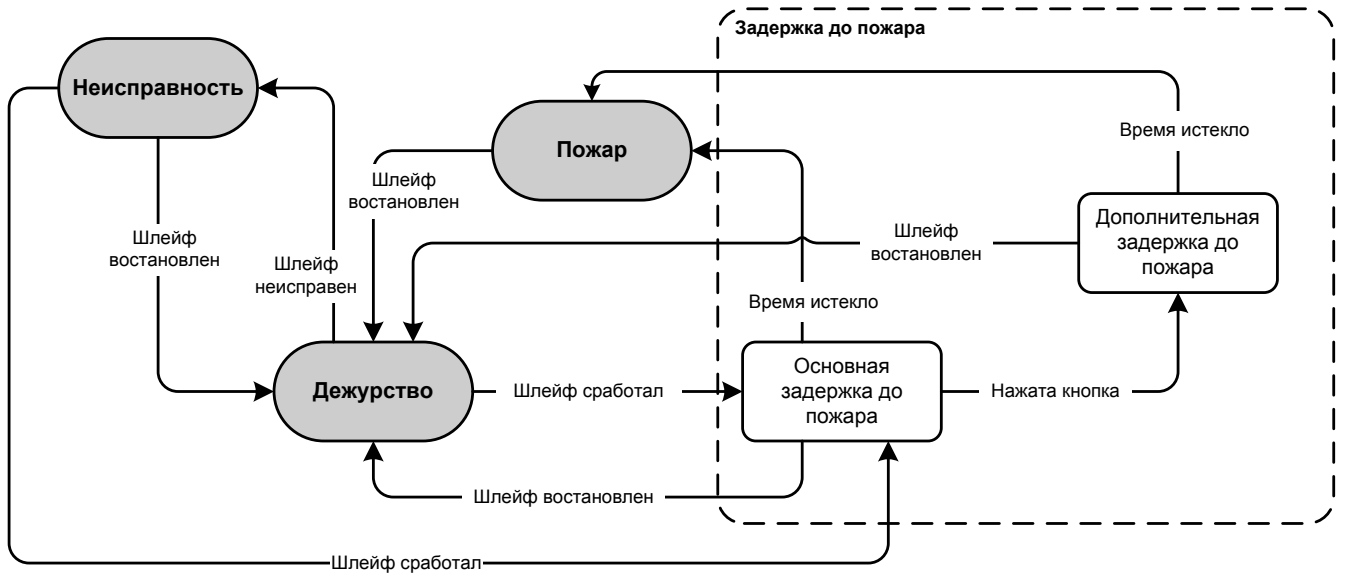 Задержка до пожара
Неисправность
Время истекло
Пожар
Шлейф
востановлен
Дополнительная
задержка до
пожара
Шлейф
востановлен
Шлейф
востановлен
Шлейф
неисправен
Время истекло
Дежурство
Шлейф сработал
Основная
задержка до
пожара
Нажата кнопка
Шлейф востановлен
Шлейф сработал